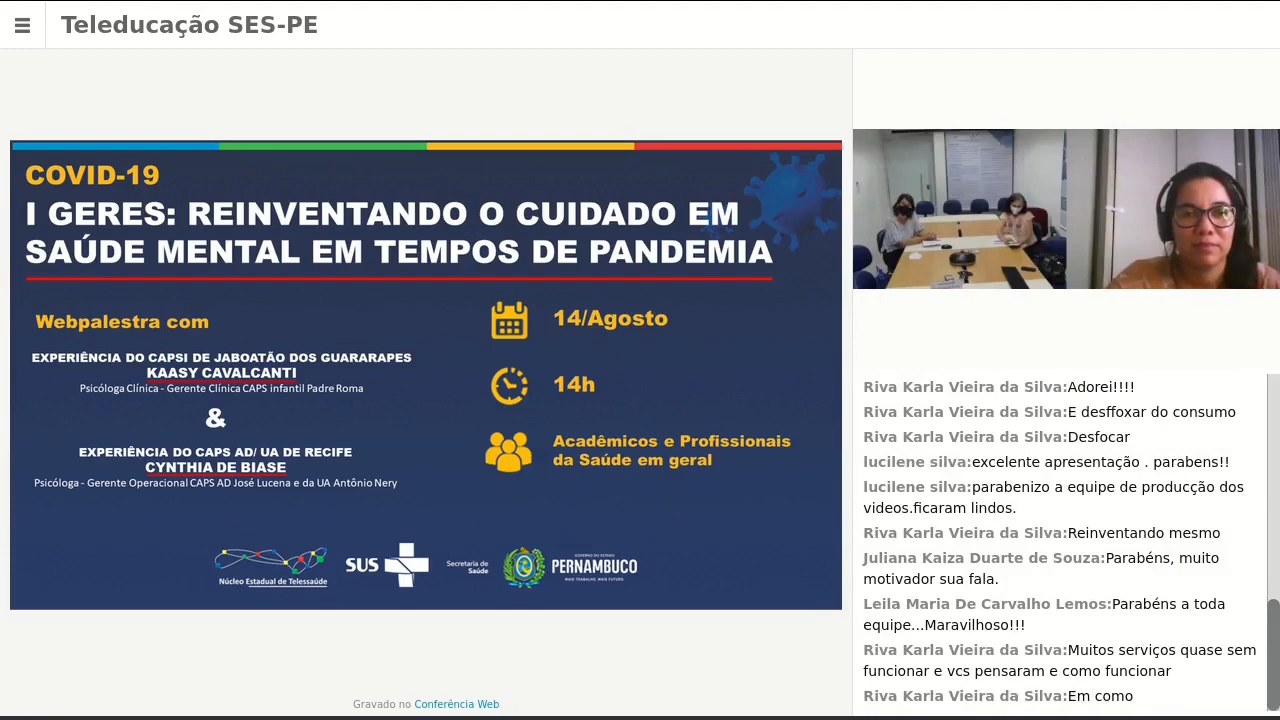 Teleducação SES-PE
COVID-19
I GERES: REINVENTANDO O CUIDADO EM
SAÚDE MENTAL EM TEMPOS DE PANDEMIA
Webpalestra com
EXPERIÊNCIA DO CAPSI DE JABOATÃO DOS GUARARAPES
KAASY CAVALCANTI
Psicóloga Clínica - Gerente Clínica CAPS infantil Padre Roma
&
EXPERIÊNCIA DO CAPS AD/ UA DE RECIFE
CYNTHIA DE BIASE
Psicóloga - Gerente Operacional CAPS AD José Lucena e da UA Antônio Nery
14/Agosto
14h
Acadêmicos e Profissionais
da Saúde em geral
Núcleo Estadual de Telessaúde
SUS
Secretaria de
Saúde
GOVERNO DO ESTADO
PERNAMBUCO
MAIS TRABALHO, MAIS FUTURO.
Gravado no Conferência Web
Riva Karla Vieira da Silva:Adorei!!!!
Riva Karla Vieira da Silva:E desffoxar do consumo
Riva Karla Vieira da Silva:Desfocar
lucilene silva:excelente apresentação . parabens!!
lucilene silva:parabenizo a equipe de producção dos
videos.ficaram lindos.
Riva Karla Vieira da Silva:Reinventando mesmo
Juliana Kaiza Duarte de Souza:Parabéns, muito
motivador sua fala.
Leila Maria De Carvalho Lemos:Parabéns a toda
equipe...Maravilhoso!!!
Riva Karla Vieira da Silva:Muitos serviços quase sem
funcionar e vcs pensaram e como funcionar
Riva Karla Vieira da Silva:Em como